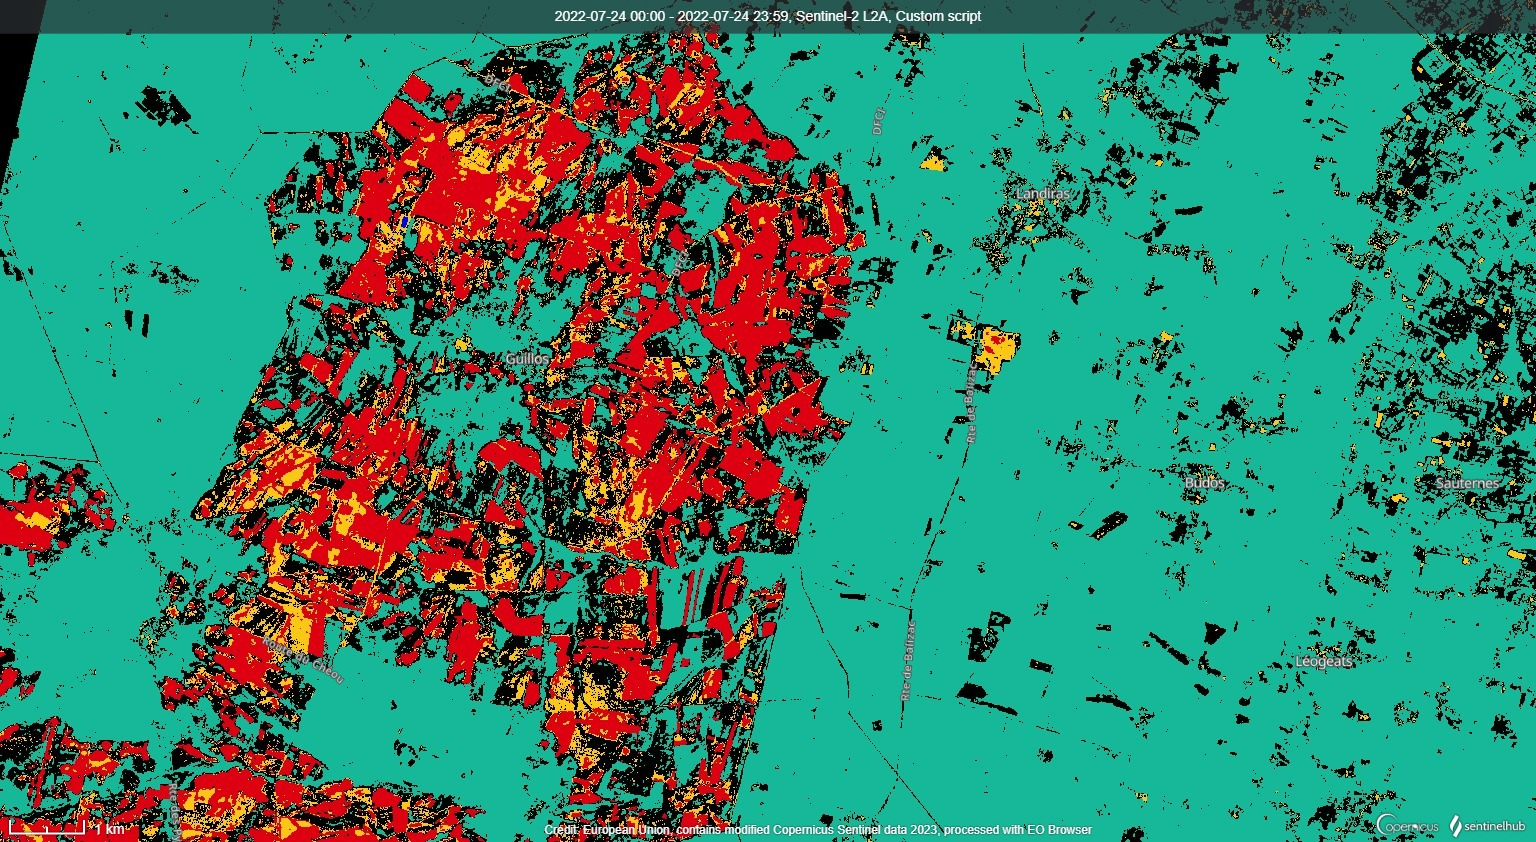 2022-07-24 00:00 - 2022-07-24 23:59, Sentinel-2 L2A, Custom script
DFCI
Landiras
Guillos
Rte de Balizac
Budos
Sauternes
Rte de Balizac
Léogeats
1 km
Credit: European Union, contains modified Copernicus Sentinel data 2023, processed with EO Browser
opernicus
sentinelhub